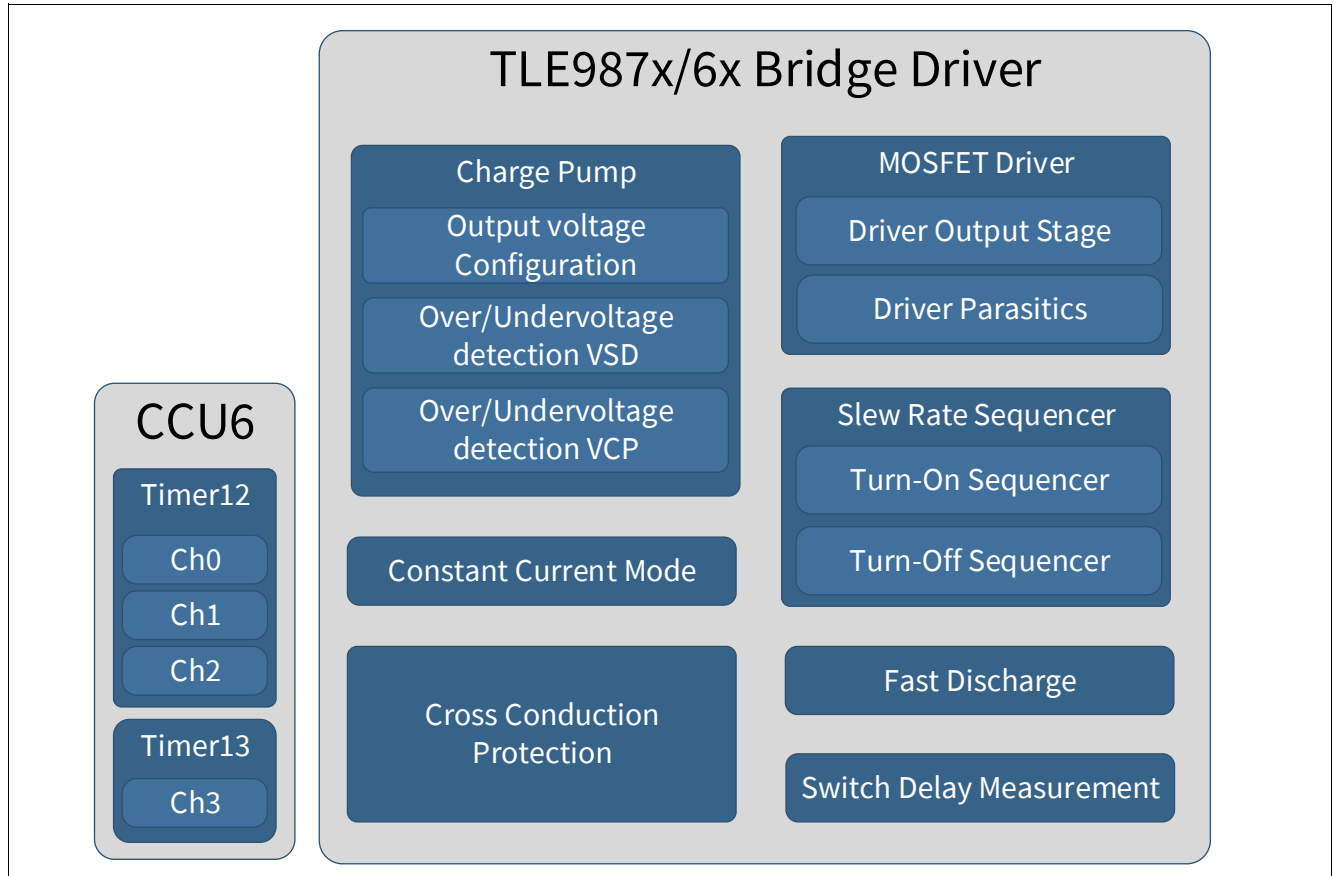 TLE987x/6x Bridge Driver
Charge Pump
Output voltage
Configuration
Over/Undervoltage
detection VSD
Over/Undervoltage
detection VCP
Constant Current Mode
Cross Conduction
Protection
MOSFET Driver
Driver Output Stage
Driver Parasitics
Slew Rate Sequencer
Turn-On Sequencer
Turn-Off Sequencer
Fast Discharge
Switch Delay Measurement
CCU6
Timer12
Ch0
Ch1
Ch2
Timer13
Ch3